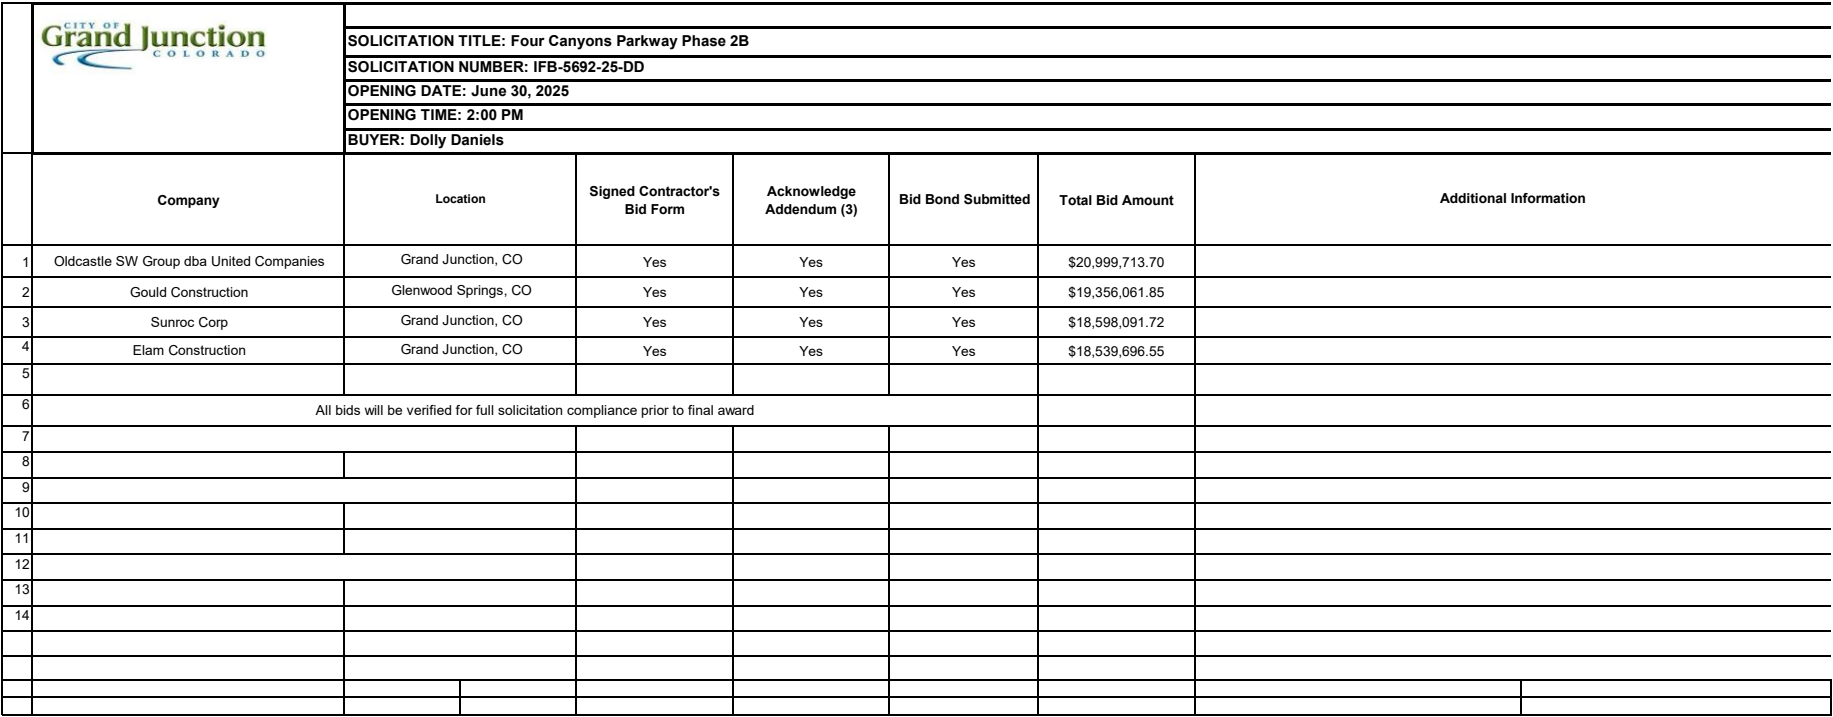 CITY OF
Grand Junction
COLORADO
SOLICITATION TITLE: Four Canyons Parkway Phase 2B
SOLICITATION NUMBER: IFB-5692-25-DD
OPENING DATE: June 30, 2025
OPENING TIME: 2:00 PM
BUYER: Dolly Daniels
Company Location Signed Contractor's Bid Form Acknowledge Addendum (3) Bid Bond Submitted Total Bid Amount Additional Information
1 Oldcastle SW Group dba United Companies Grand Junction, CO Yes Yes Yes $20,999,713.70
2 Gould Construction Glenwood Springs, CO Yes Yes Yes $19,356,061.85
3 Sunroc Corp Grand Junction, CO Yes Yes Yes $18,598,091.72
4 Elam Construction Grand Junction, CO Yes Yes Yes $18,539,696.55
5
6 All bids will be verified for full solicitation compliance prior to final award
7
8
9
10
11
12
13
14